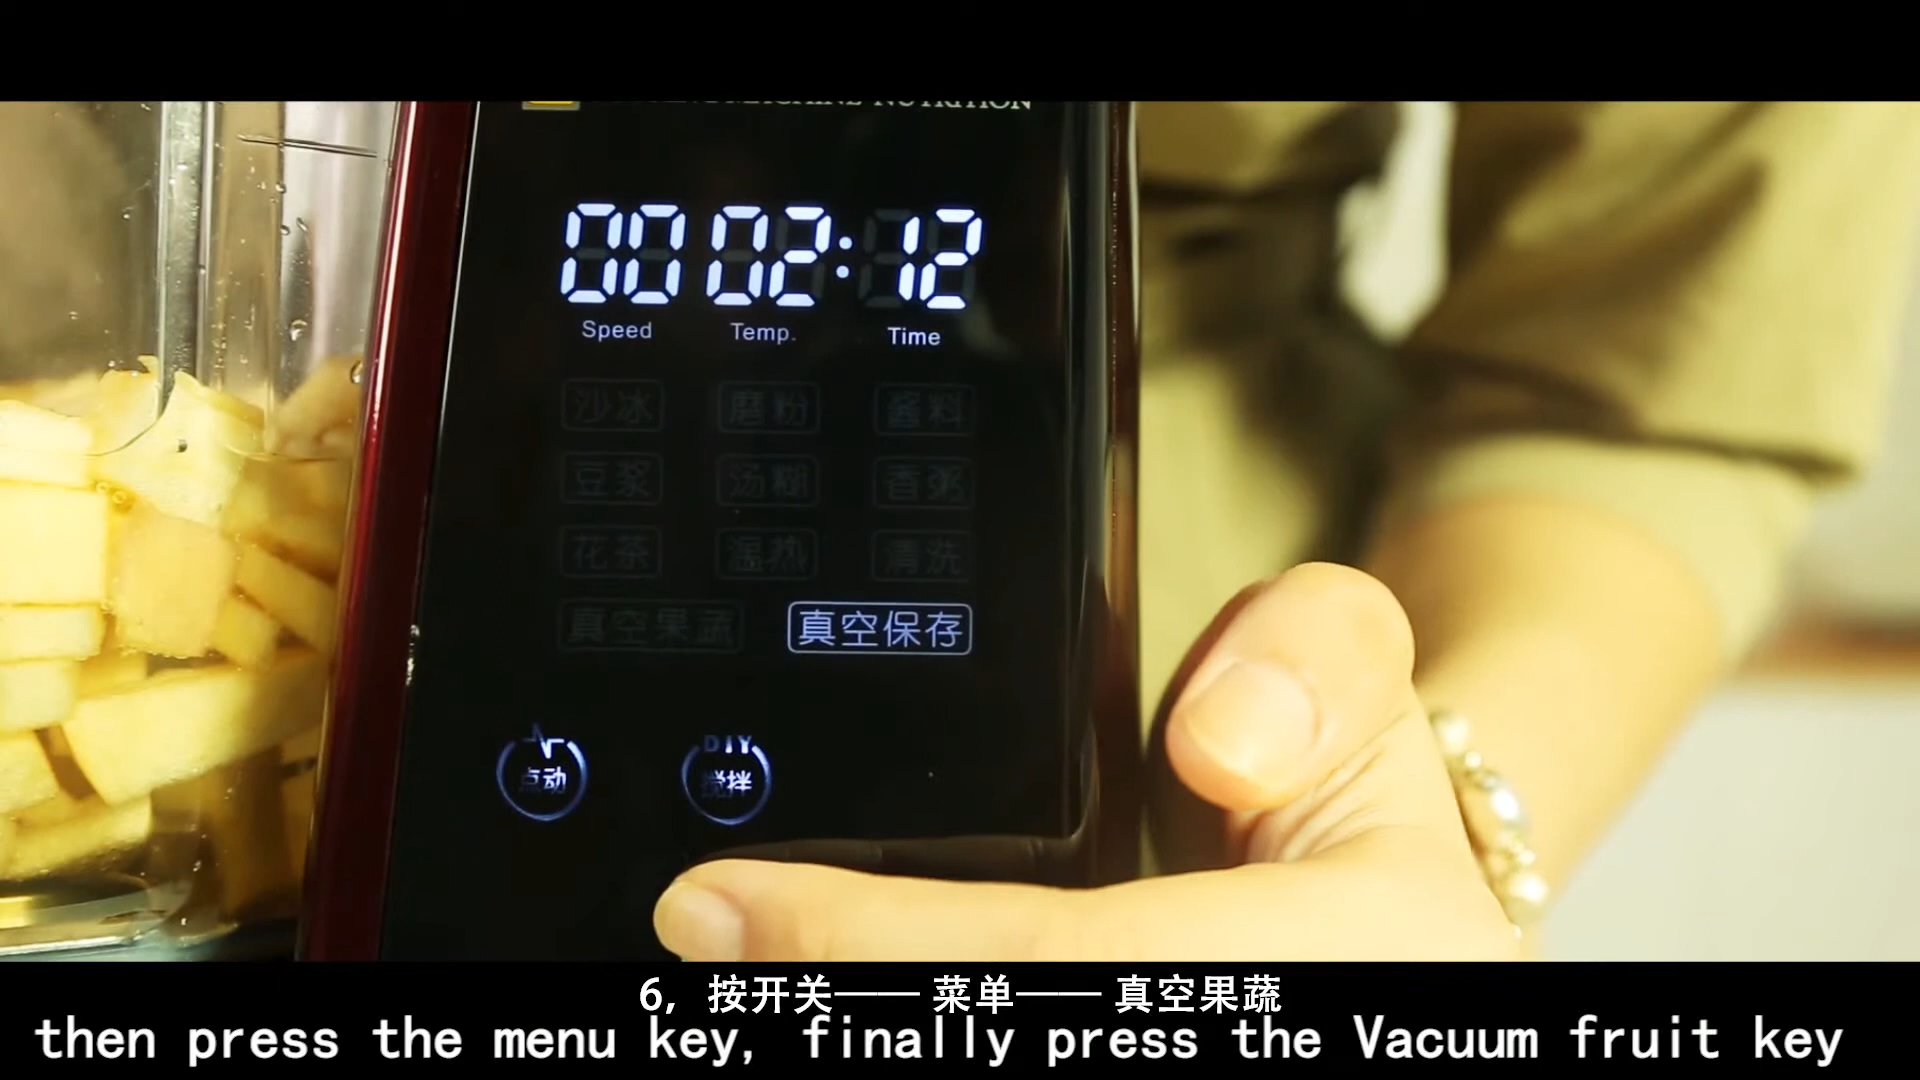 MACHINE NUTRITION
00 02:12
Speed Temp. Time
沙冰 磨粉 酱料
豆浆 汤糊 香粥
花茶 温热 清洗
真空果蔬 真空保存
DIY
点动 搅拌
6, 按开关—— 菜单—— 真空果蔬
then press the menu key, finally press the Vacuum fruit key